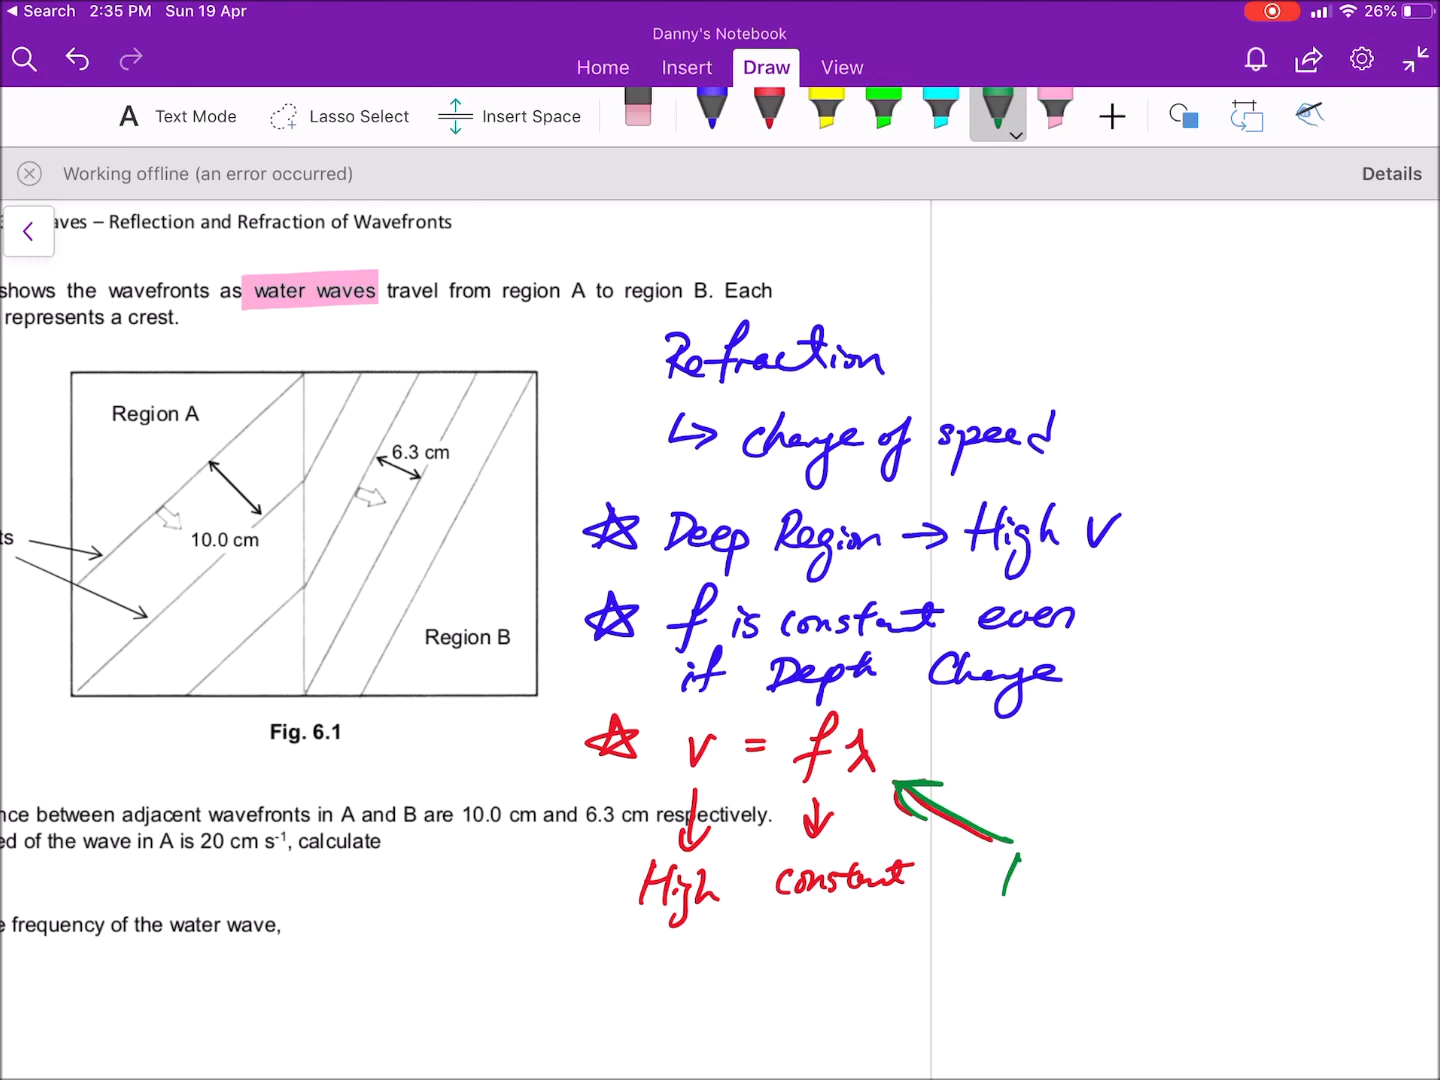 Search 2:35 PM Sun 19 Apr 26%
Danny's Notebook
Home Insert Draw View
A Text Mode Lasso Select Insert Space
Working offline (an error occurred) Details
aves – Reflection and Refraction of Wavefronts
shows the wavefronts as water waves travel from region A to region B. Each
represents a crest.
Refraction
↳ change of speed
Region A
6.3 cm
10.0 cm
ts
Region B
☆ Deep Region → High v
☆ f is constant even
if Depth Change
Fig. 6.1
☆ v = fλ
High constant
nce between adjacent wavefronts in A and B are 10.0 cm and 6.3 cm respectively.
ed of the wave in A is 20 cm s⁻¹, calculate
e frequency of the water wave,